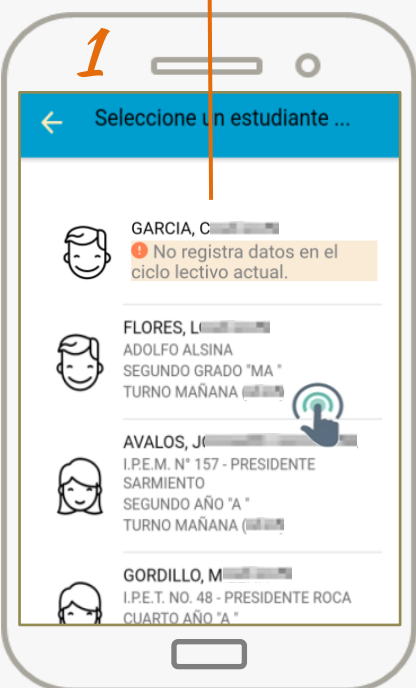 1
Seleccione un estudiante ...
GARCIA, C
No registra datos en el
ciclo lectivo actual.
FLORES, L
ADOLFO ALSINA
SEGUNDO GRADO "MA "
TURNO MAÑANA (
AVALOS, J
I.P.E.M. N° 157 - PRESIDENTE
SARMIENTO
SEGUNDO AÑO "A "
TURNO MAÑANA (
GORDILLO, M
I.P.E.T. NO. 48 - PRESIDENTE ROCA
CUARTO AÑO "A "